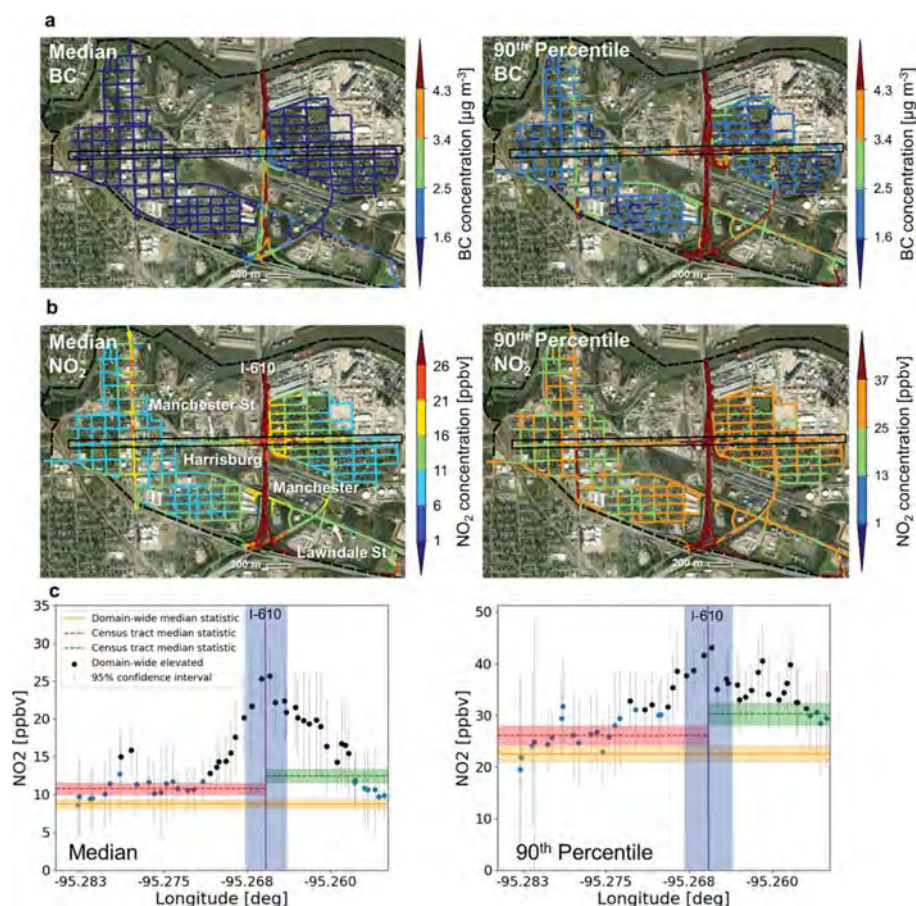 a
Median
BC
200 m
4.3
3.4
2.5
1.6
BC concentration [µg m⁻³]
90th Percentile
BC
200 m
4.3
3.4
2.5
1.6
BC concentration [µg m⁻³]
b
Median
NO₂
I-610
Manchester St
Harrisburg
Manchester
Lawndale St
200 m
26
21
16
11
6
1
NO₂ concentration [ppbv]
90th Percentile
NO₂
200 m
37
25
13
1
NO₂ concentration [ppbv]
c
35
30
25
20
15
10
5
0
NO2 [ppbv]
Domain-wide median statistic
Census tract median statistic
Census tract median statistic
Domain-wide elevated
95% confidence interval
I-610
Median
-95.283
-95.275
-95.268
-95.260
Longitude [deg]
50
40
30
20
10
0
NO2 [ppbv]
I-610
90th Percentile
-95.283
-95.275
-95.268
-95.260
Longitude [deg]